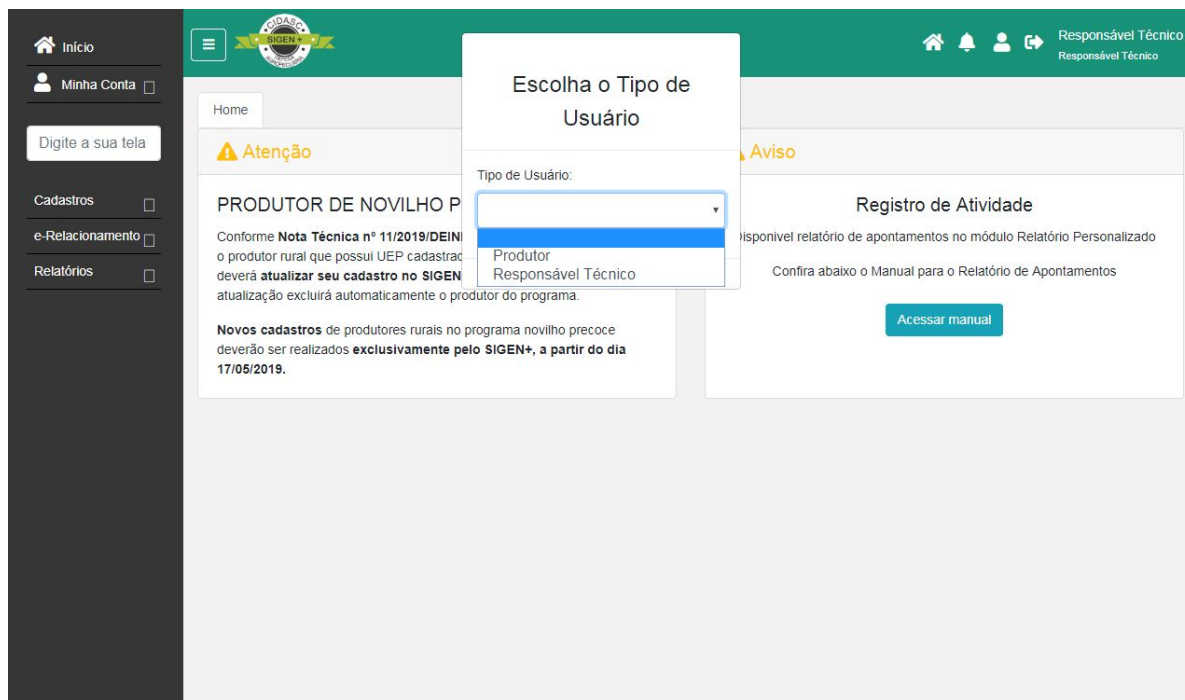 Início
Minha Conta
Digite a sua tela
Cadastros
e-Relacionamento
Relatórios
CIDASC
SIGEN+
DEFESA
AGROPECUÁRIA
Responsável Técnico
Responsável Técnico
Home
Atenção
PRODUTOR DE NOVILHO P
Conforme Nota Técnica nº 11/2019/DEIN
o produtor rural que possui UEP cadastrad
deverá atualizar seu cadastro no SIGEN
atualização excluirá automaticamente o produtor do programa.
Novos cadastros de produtores rurais no programa novilho precoce
deverão ser realizados exclusivamente pelo SIGEN+, a partir do dia
17/05/2019.
Escolha o Tipo de
Usuário
Tipo de Usuário:
Produtor
Responsável Técnico
Aviso
Registro de Atividade
Disponivel relatório de apontamentos no módulo Relatório Personalizado
Confira abaixo o Manual para o Relatório de Apontamentos
Acessar manual